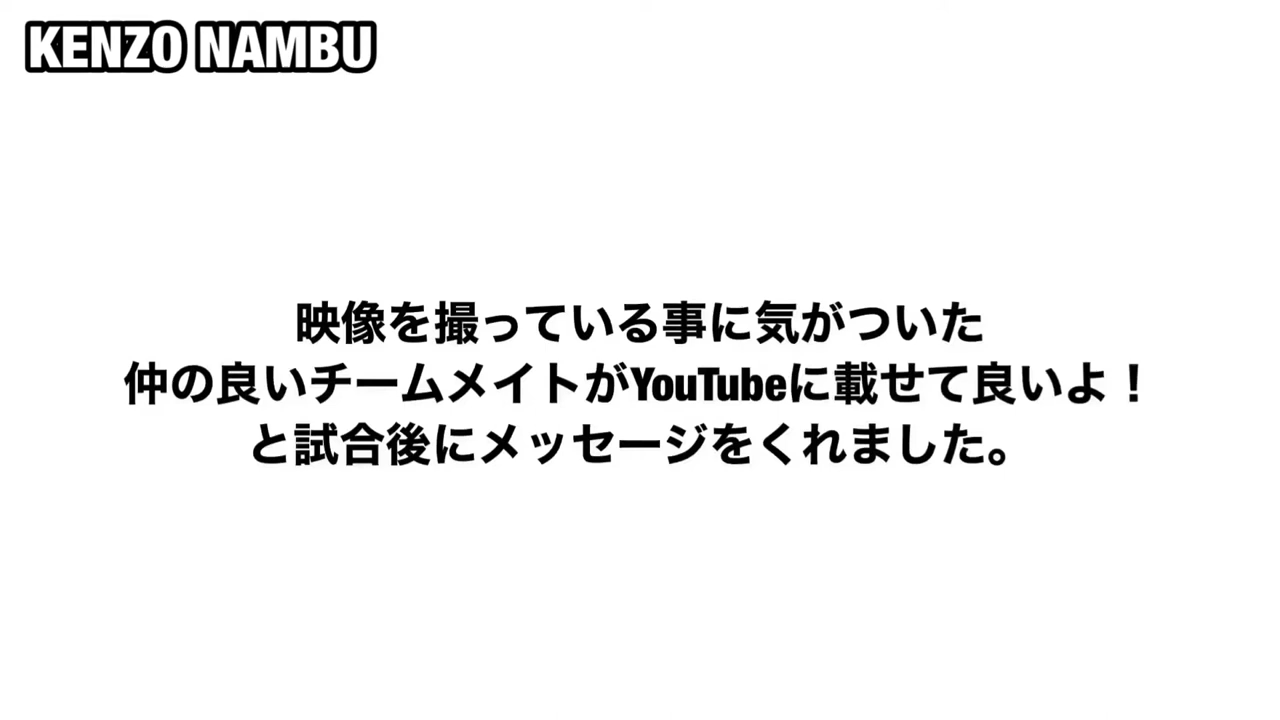 KENZO NAMBU
映像を撮っている事に気がついた
仲の良いチームメイトがYouTubeに載せて良いよ！
と試合後にメッセージをくれました。